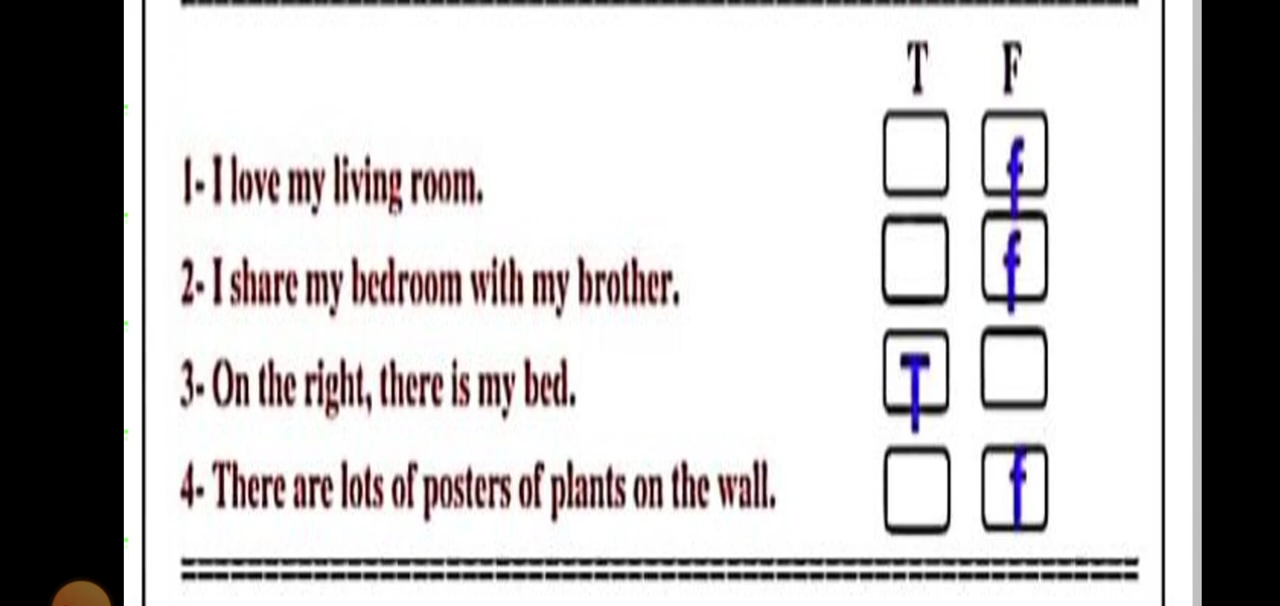 T F
1- I love my living room. f
2- I share my bedroom with my brother. f
3- On the right, there is my bed. T
4- There are lots of posters of plants on the wall. f